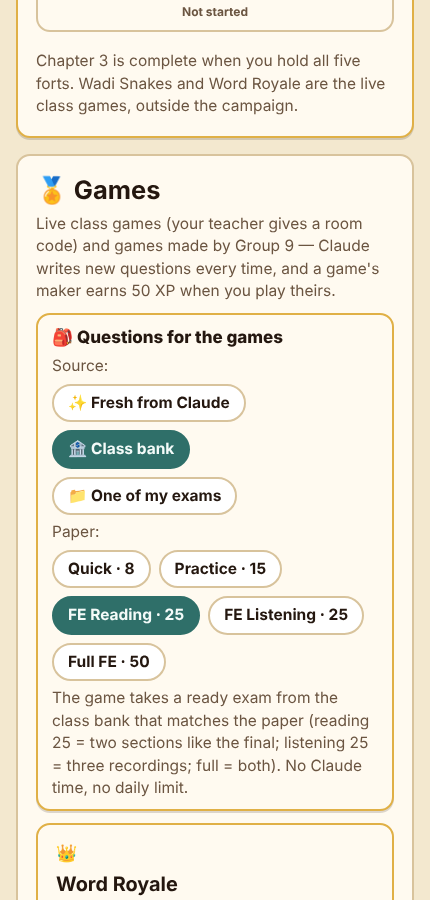 Not started
Chapter 3 is complete when you hold all five
forts. Wadi Snakes and Word Royale are the live
class games, outside the campaign.
🏅 Games
Live class games (your teacher gives a room
code) and games made by Group 9 — Claude
writes new questions every time, and a game's
maker earns 50 XP when you play theirs.
🎒 Questions for the games
Source:
✨ Fresh from Claude
🏦 Class bank
📁 One of my exams
Paper:
Quick · 8 Practice · 15
FE Reading · 25 FE Listening · 25
Full FE · 50
The game takes a ready exam from the
class bank that matches the paper (reading
25 = two sections like the final; listening 25
= three recordings; full = both). No Claude
time, no daily limit.
👑
Word Royale